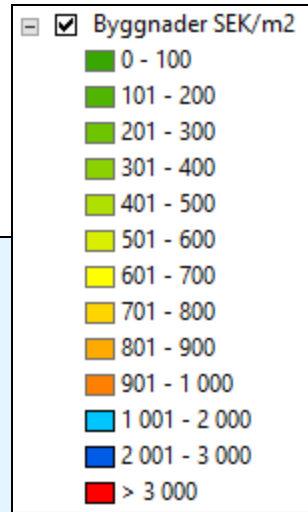 Byggnader SEK/m2
0 - 100
101 - 200
201 - 300
301 - 400
401 - 500
501 - 600
601 - 700
701 - 800
801 - 900
901 - 1 000
1 001 - 2 000
2 001 - 3 000
> 3 000